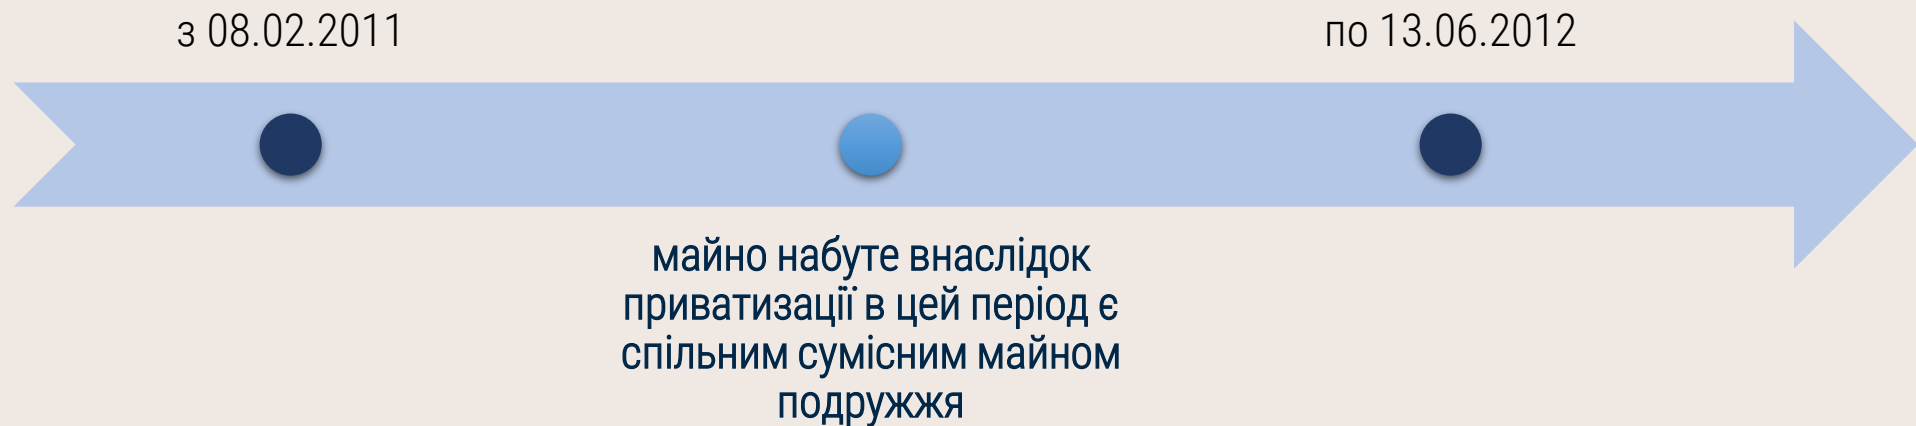 з 08.02.2011
по 13.06.2012
майно набуте внаслідок
приватизації в цей період є
спільним сумісним майном
подружжя